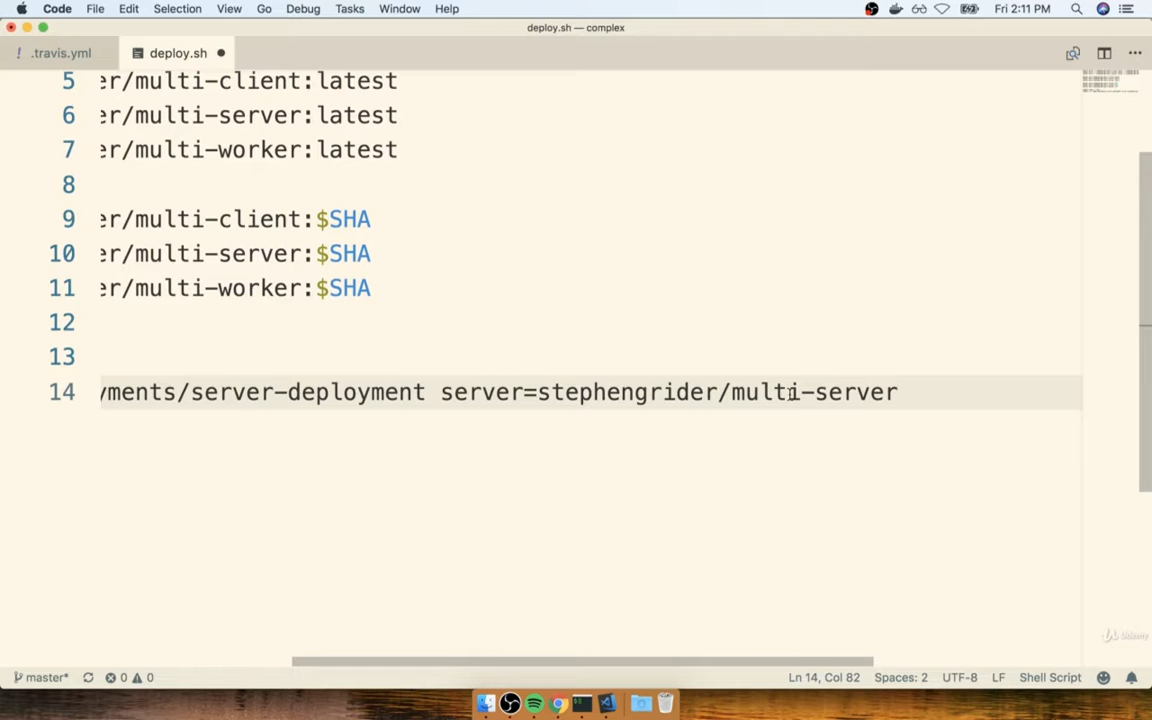 Code File Edit Selection View Go Debug Tasks Window Help Fri 2:11 PM
deploy.sh — complex
! .travis.yml deploy.sh
5 er/multi-client:latest
6 er/multi-server:latest
7 er/multi-worker:latest
8
9 er/multi-client:$SHA
10 er/multi-server:$SHA
11 er/multi-worker:$SHA
12
13
14 yments/server-deployment server=stephengrider/multi-server
Udemy
master* 0 0 Ln 14, Col 82 Spaces: 2 UTF-8 LF Shell Script